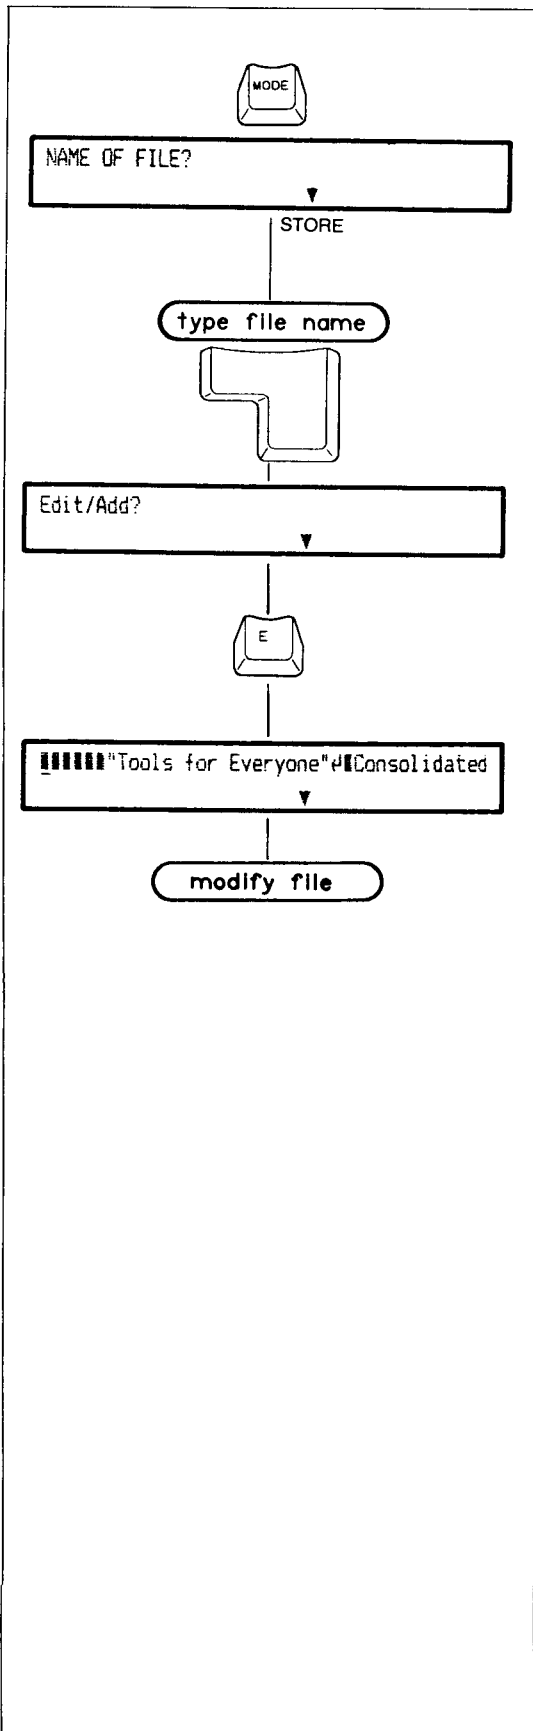 MODE
NAME OF FILE?
STORE
type file name
Edit/Add?
E
"Tools for Everyone"↵Consolidated
modify file